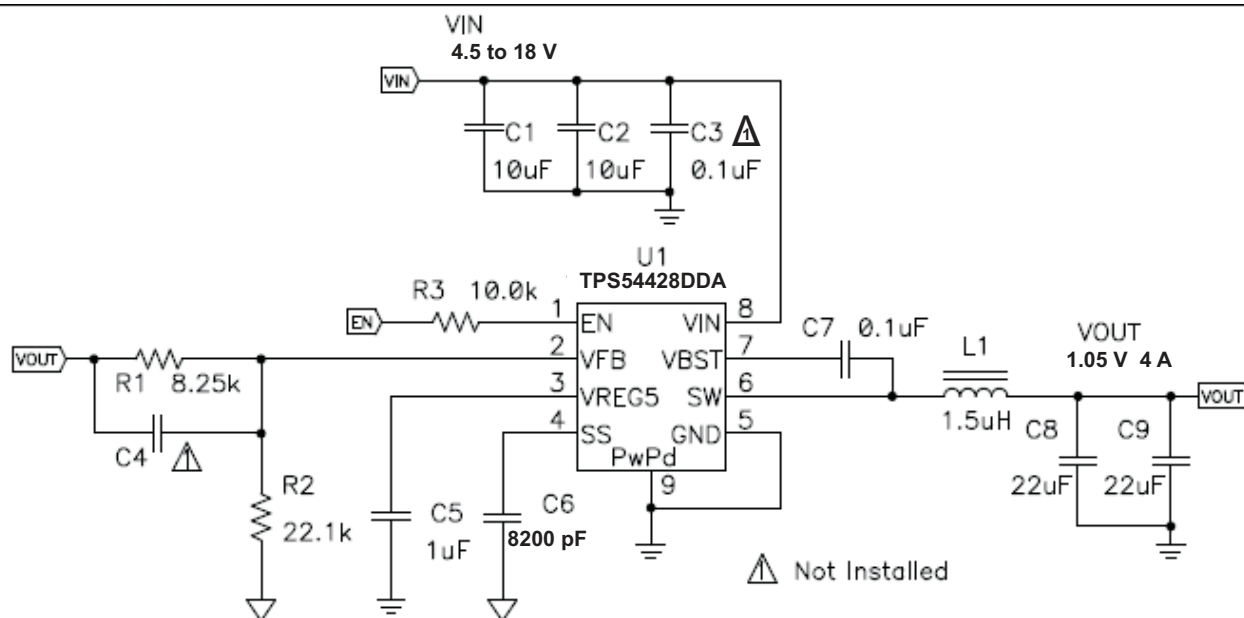 VIN
4.5 to 18 V
VIN
C1
10uF
C2
10uF
C3
1
0.1uF
U1
TPS54428DDA
R3 10.0k
EN
1
EN
VIN
8
C7 0.1uF
VOUT
R1 8.25k
2
VFB
VBST
7
L1
VOUT
1.05 V 4 A
3
VREG5
SW
6
1.5uH
VOUT
C4
1
4
SS
GND
5
C8
22uF
C9
22uF
PwPd
9
R2
22.1k
C5
1uF
C6
8200 pF
1 Not Installed